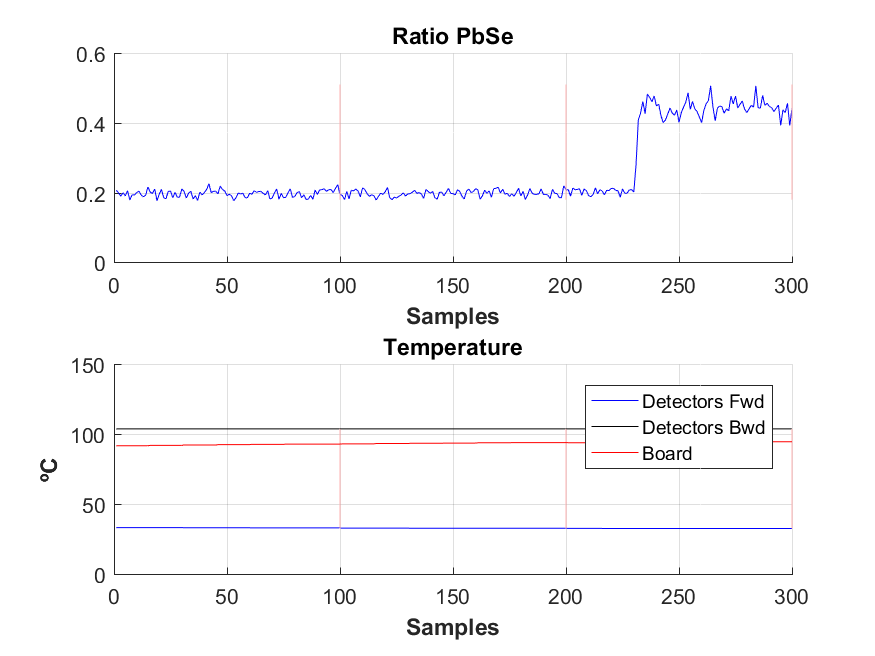 Ratio PbSe
0.6
0.4
0.2
0
0 50 100 150 200 250 300
Samples
Temperature
150
100
50
0
ºC
Detectors Fwd
Detectors Bwd
Board
0 50 100 150 200 250 300
Samples